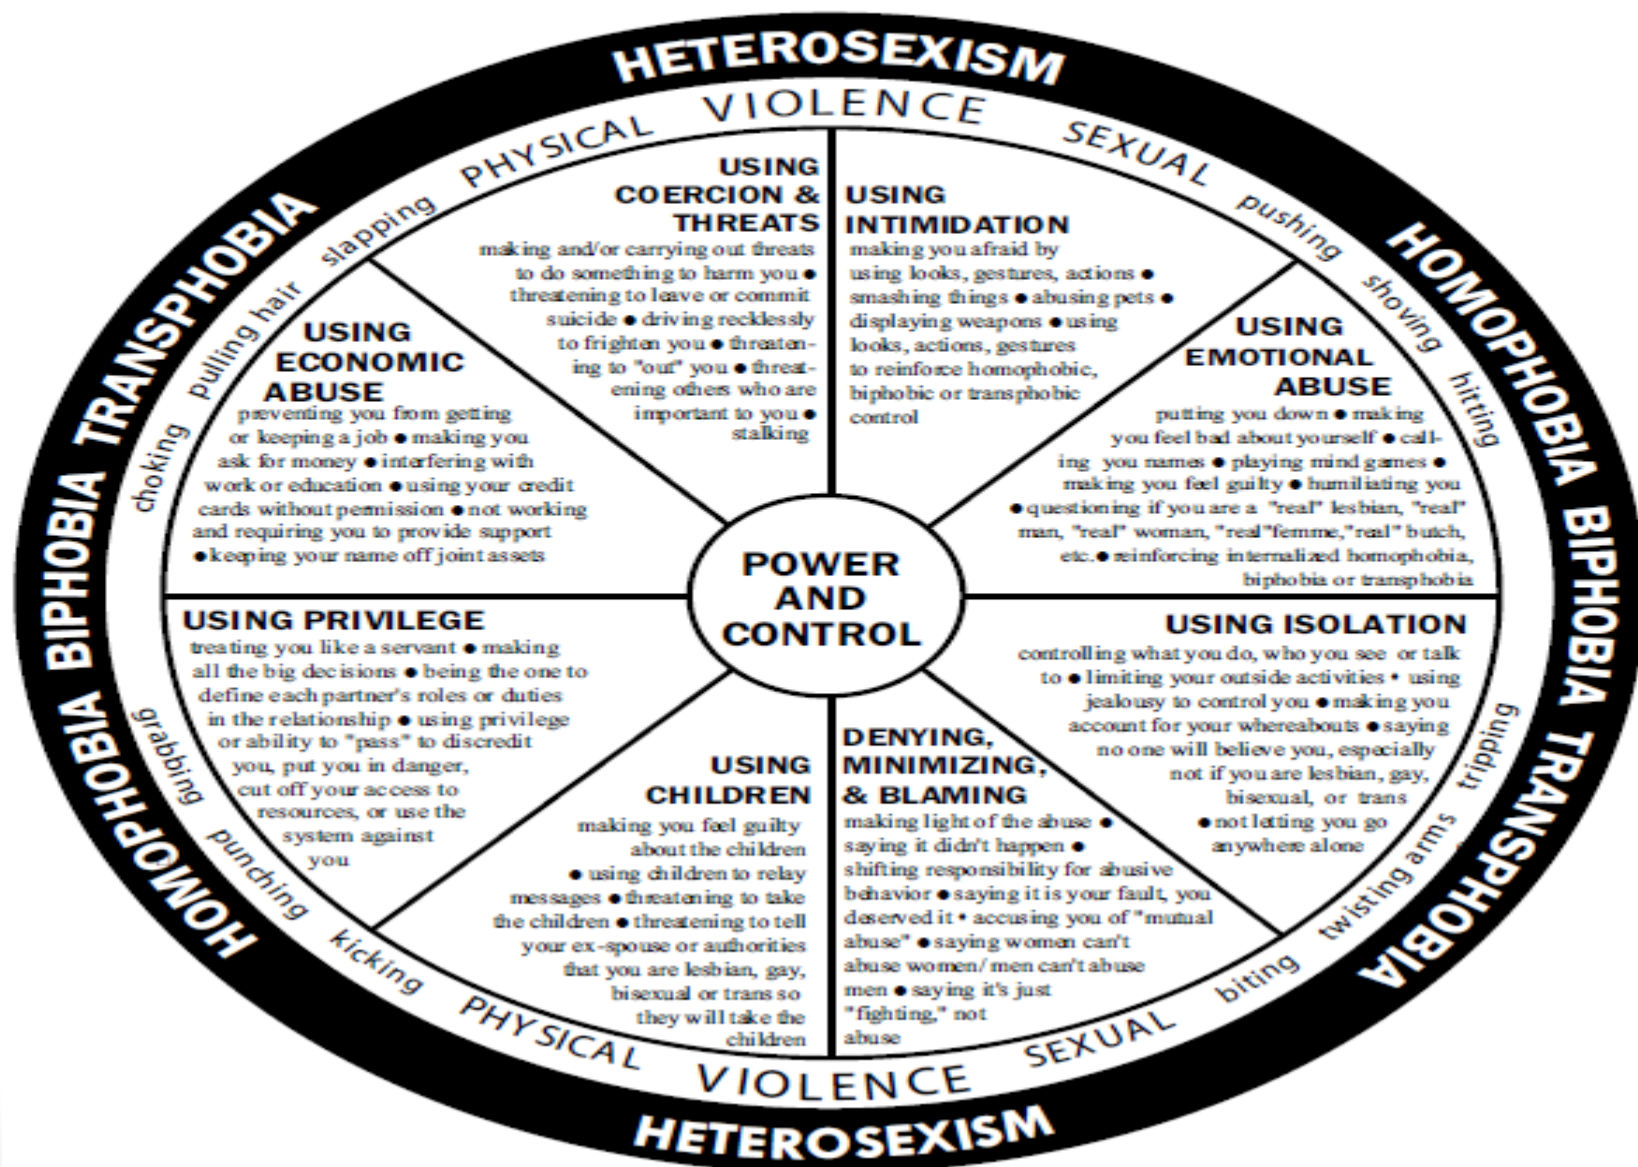 HETEROSEXISM
HOMOPHOBIA BIPHOBIA TRANSPHOBIA
HOMOPHOBIA BIPHOBIA TRANSPHOBIA
PHYSICAL VIOLENCE SEXUAL
slapping
pulling hair
choking
pushing
shoving
hitting
USING
COERCION &
THREATS
making and/or carrying out threats
to do something to harm you ●
threatening to leave or commit
suicide ● driving recklessly
to frighten you ● threaten-
ing to "out" you ● threat-
ening others who are
important to you ●
stalking
USING
INTIMIDATION
making you afraid by
using looks, gestures, actions ●
smashing things ● abusing pets ●
displaying weapons ● using
looks, actions, gestures
to reinforce homophobic,
biphobic or transphobic
control
USING
ECONOMIC
ABUSE
preventing you from getting
or keeping a job ● making you
ask for money ● interfering with
work or education ● using your credit
cards without permission ● not working
and requiring you to provide support
● keeping your name off joint assets
USING
EMOTIONAL
ABUSE
putting you down ● making
you feel bad about yourself ● call-
ing you names ● playing mind games ●
making you feel guilty ● humiliating you
● questioning if you are a "real" lesbian, "real"
man, "real" woman, "real"femme,"real" butch,
etc.● reinforcing internalized homophobia,
biphobia or transphobia
POWER
AND
CONTROL
USING PRIVILEGE
treating you like a servant ● making
all the big decisions ● being the one to
define each partner's roles or duties
in the relationship ● using privilege
or ability to "pass" to discredit
you, put you in danger,
cut off your access to
resources, or use the
system against
you
USING ISOLATION
controlling what you do, who you see or talk
to ● limiting your outside activities • using
jealousy to control you ● making you
account for your whereabouts ● saying
no one will believe you, especially
not if you are lesbian, gay,
bisexual, or trans
● not letting you go
anywhere alone
USING
CHILDREN
making you feel guilty
about the children
● using children to relay
messages ● threatening to take
the children ● threatening to tell
your ex-spouse or authorities
that you are lesbian, gay,
bisexual or trans so
they will take the
children
DENYING,
MINIMIZING,
& BLAMING
making light of the abuse ●
saying it didn't happen ●
shifting responsibility for abusive
behavior ● saying it is your fault, you
deserved it • accusing you of "mutual
abuse" ● saying women can't
abuse women/ men can't abuse
men ● saying it's just
"fighting," not
abuse
grabbing
punching
kicking
tripping
twisting arms
biting
PHYSICAL VIOLENCE SEXUAL
HETEROSEXISM